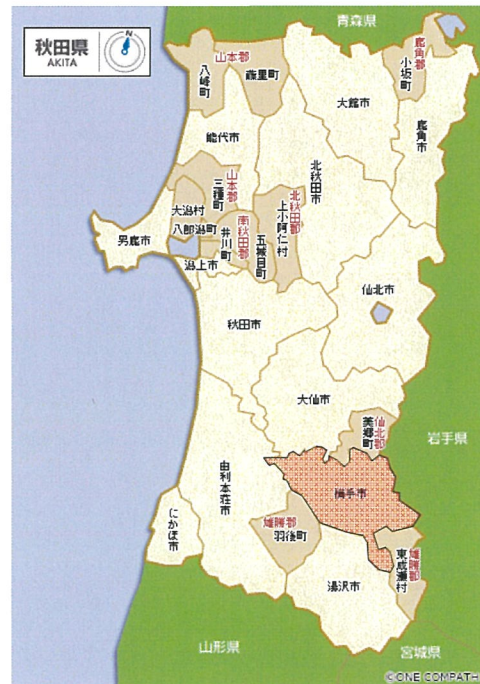 青森県
秋田県
AKITA
N
鹿角郡
小坂町
山本郡
八峰町
藤里町
大館市
鹿角市
能代市
北秋田市
山本郡
三種町
北秋田郡
上小阿仁村
大潟村
八郎潟町
南秋田郡
井川町
五城目町
男鹿市
潟上市
仙北市
秋田市
大仙市
仙北郡
美郷町
岩手県
横手市
由利本荘市
にかほ市
雄勝郡
羽後町
雄勝郡
東成瀬村
湯沢市
山形県
宮城県
©ONE COMPATH